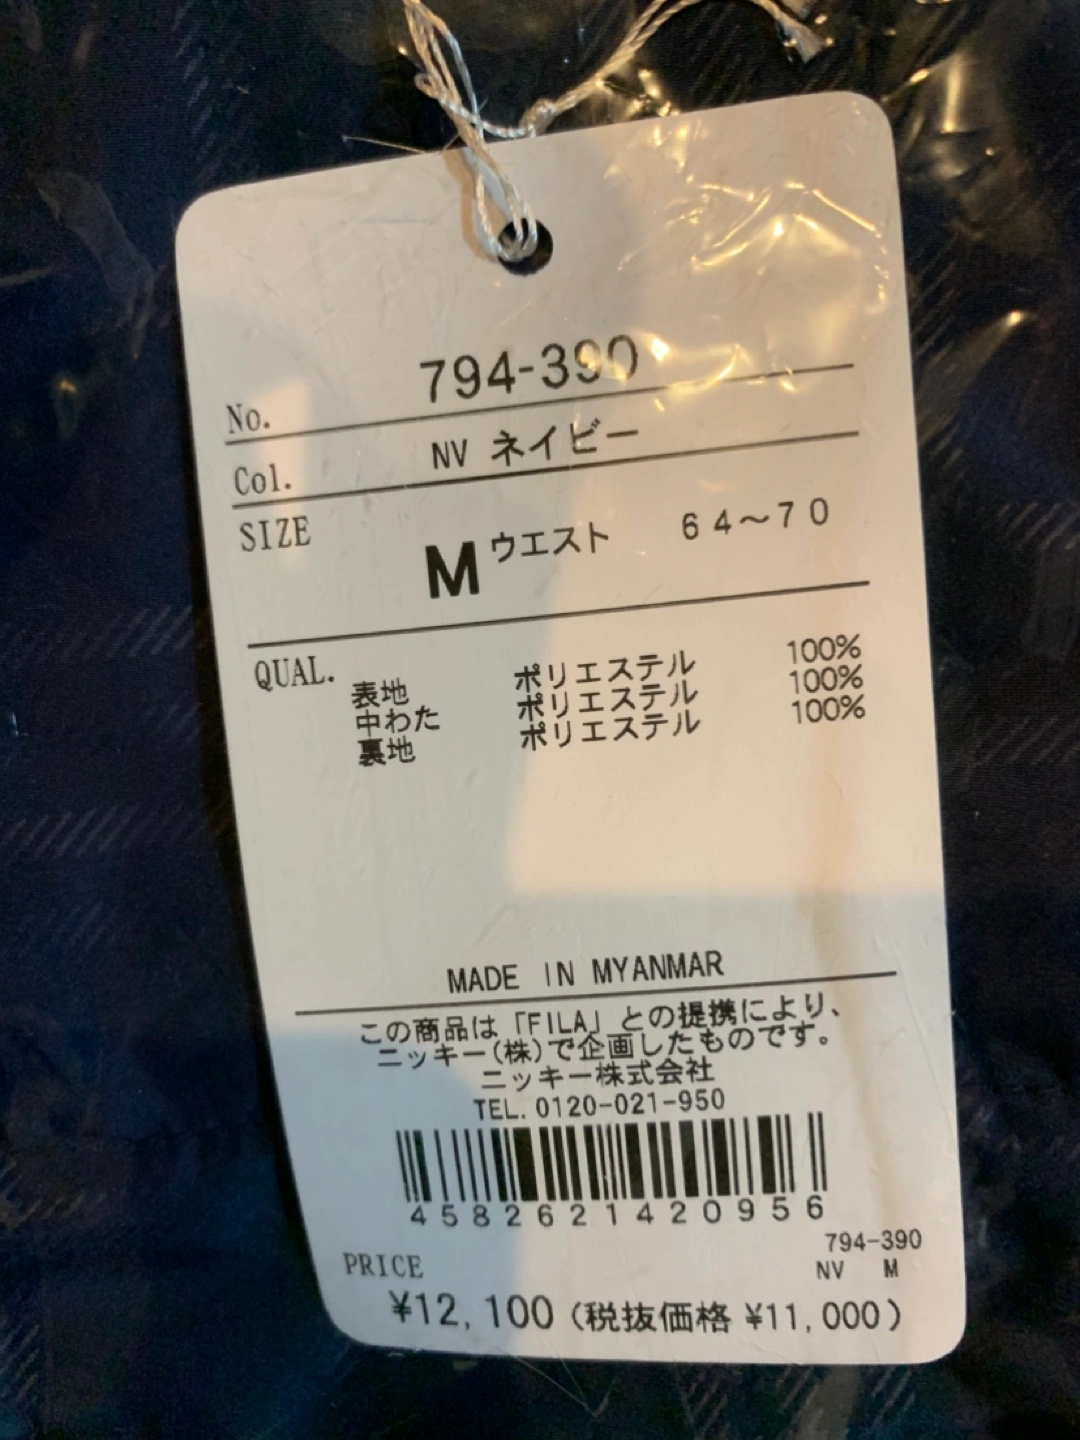 No. 794-390
Col. NV ネイビー
SIZE M ウエスト 64～70
QUAL. 表地 ポリエステル 100%
中わた ポリエステル 100%
裏地 ポリエステル 100%
MADE IN MYANMAR
この商品は「FILA」との提携により、
ニッキー(株)で企画したものです。
ニッキー株式会社
TEL. 0120-021-950
4582621420956
794-390
PRICE NV M
¥12,100 (税抜価格 ¥11,000)